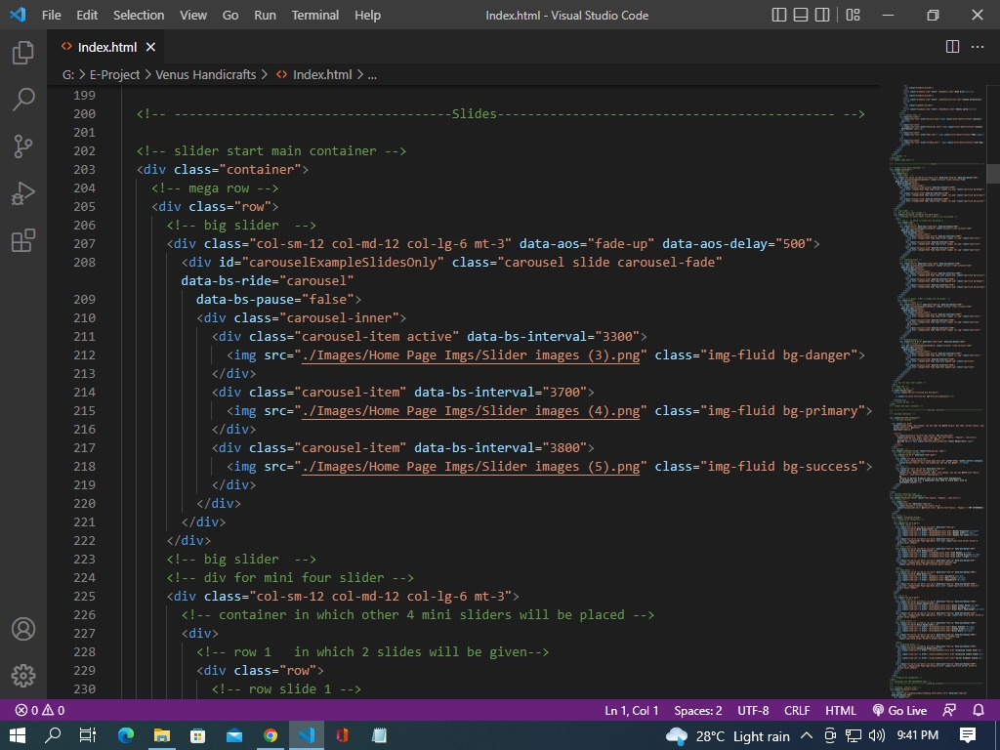 File Edit Selection View Go Run Terminal Help Index.html - Visual Studio Code
Index.html
G: > E-Project > Venus Handicrafts > Index.html > ...
199
200 <!-- -------------------------------------Slides--------------------------------------------- -->
201
202 <!-- slider start main container -->
203 <div class="container">
204 <!-- mega row -->
205 <div class="row">
206 <!-- big slider  -->
207 <div class="col-sm-12 col-md-12 col-lg-6 mt-3" data-aos="fade-up" data-aos-delay="500">
208 <div id="carouselExampleSlidesOnly" class="carousel slide carousel-fade"
data-bs-ride="carousel"
209 data-bs-pause="false">
210 <div class="carousel-inner">
211 <div class="carousel-item active" data-bs-interval="3300">
212 <img src="./Images/Home Page Imgs/Slider images (3).png" class="img-fluid bg-danger">
213 </div>
214 <div class="carousel-item" data-bs-interval="3700">
215 <img src="./Images/Home Page Imgs/Slider images (4).png" class="img-fluid bg-primary">
216 </div>
217 <div class="carousel-item" data-bs-interval="3800">
218 <img src="./Images/Home Page Imgs/Slider images (5).png" class="img-fluid bg-success">
219 </div>
220 </div>
221 </div>
222 </div>
223 <!-- big slider  -->
224 <!-- div for mini four slider -->
225 <div class="col-sm-12 col-md-12 col-lg-6 mt-3">
226 <!-- container in which other 4 mini sliders will be placed -->
227 <div>
228 <!-- row 1   in which 2 slides will be given-->
229 <div class="row">
230 <!-- row slide 1 -->
0 0 Ln 1, Col 1 Spaces: 2 UTF-8 CRLF HTML Go Live
28°C Light rain 9:41 PM